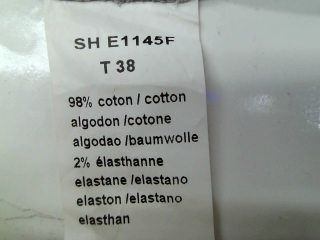 SH E1145F
T 38
98% coton / cotton
algodon /cotone
algodao /baumwolle
2% élasthanne
elastane /elastano
elaston /elastano
elasthan